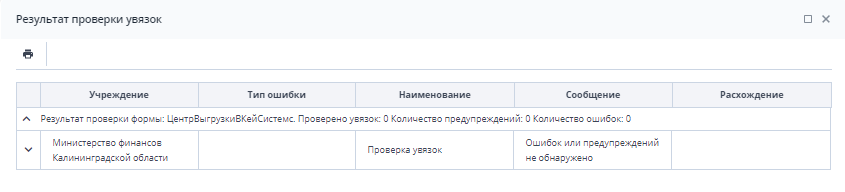 Результат проверки увязок
Учреждение Тип ошибки Наименование Сообщение Расхождение
Результат проверки формы: ЦентрВыгрузкиВКейСистемс. Проверено увязок: 0 Количество предупреждений: 0 Количество ошибок: 0
Министерство финансов
Калининградской области
Проверка увязок
Ошибок или предупреждений
не обнаружено